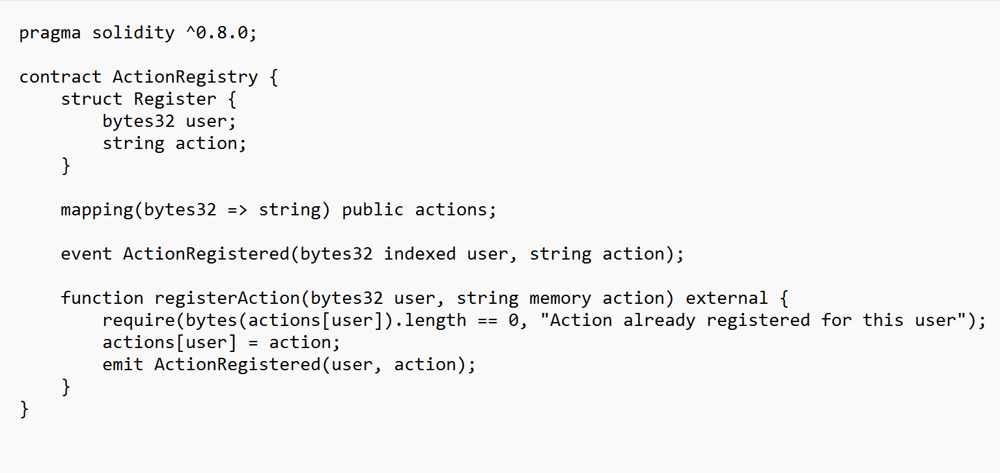 pragma solidity ^0.8.0;

contract ActionRegistry {
    struct Register {
        bytes32 user;
        string action;
    }

    mapping(bytes32 => string) public actions;

    event ActionRegistered(bytes32 indexed user, string action);

    function registerAction(bytes32 user, string memory action) external {
        require(bytes(actions[user]).length == 0, "Action already registered for this user");
        actions[user] = action;
        emit ActionRegistered(user, action);
    }
}